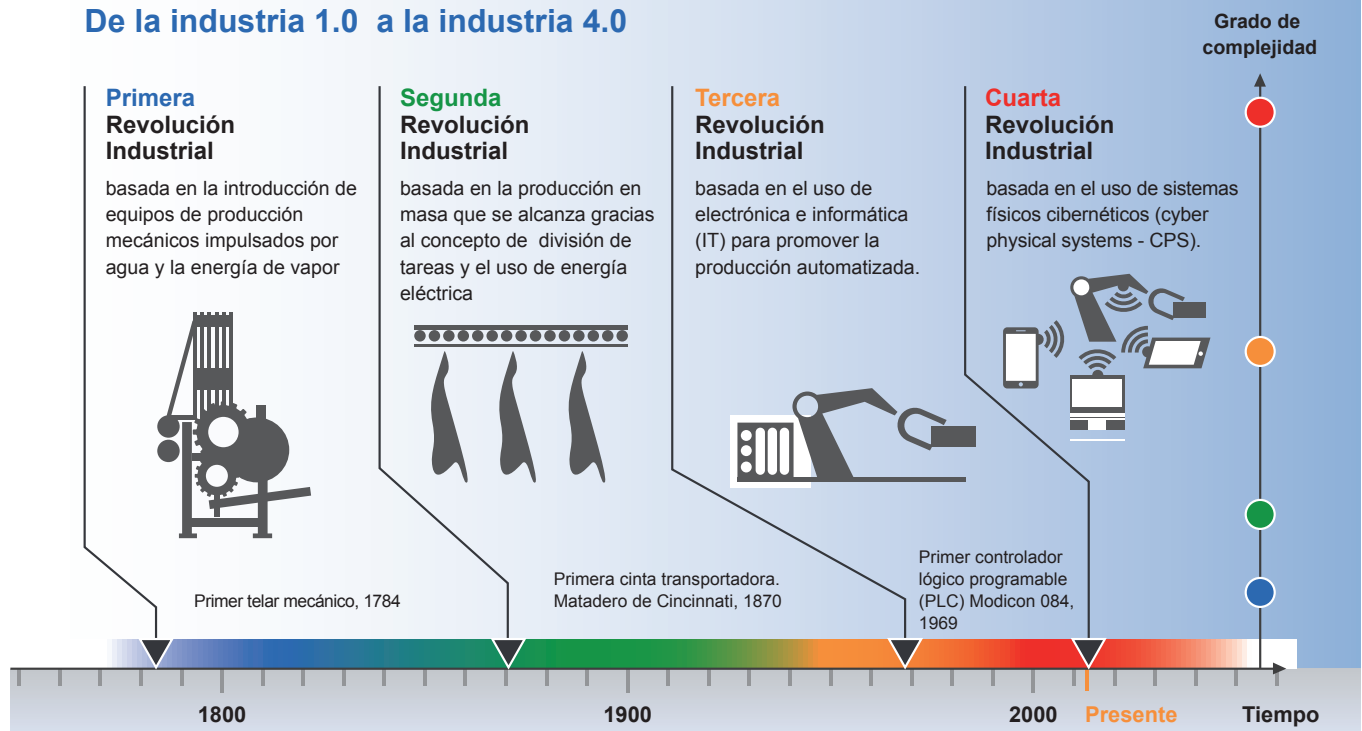 De la industria 1.0 a la industria 4.0
Grado de
complejidad
Primera
Revolución
Industrial
basada en la introducción de
equipos de producción
mecánicos impulsados por
agua y la energía de vapor
Segunda
Revolución
Industrial
basada en la producción en
masa que se alcanza gracias
al concepto de división de
tareas y el uso de energía
eléctrica
Tercera
Revolución
Industrial
basada en el uso de
electrónica e informática
(IT) para promover la
producción automatizada.
Cuarta
Revolución
Industrial
basada en el uso de sistemas
físicos cibernéticos (cyber
physical systems - CPS).
Primer telar mecánico, 1784
Primera cinta transportadora.
Matadero de Cincinnati, 1870
Primer controlador
lógico programable
(PLC) Modicon 084,
1969
1800
1900
2000
Presente
Tiempo